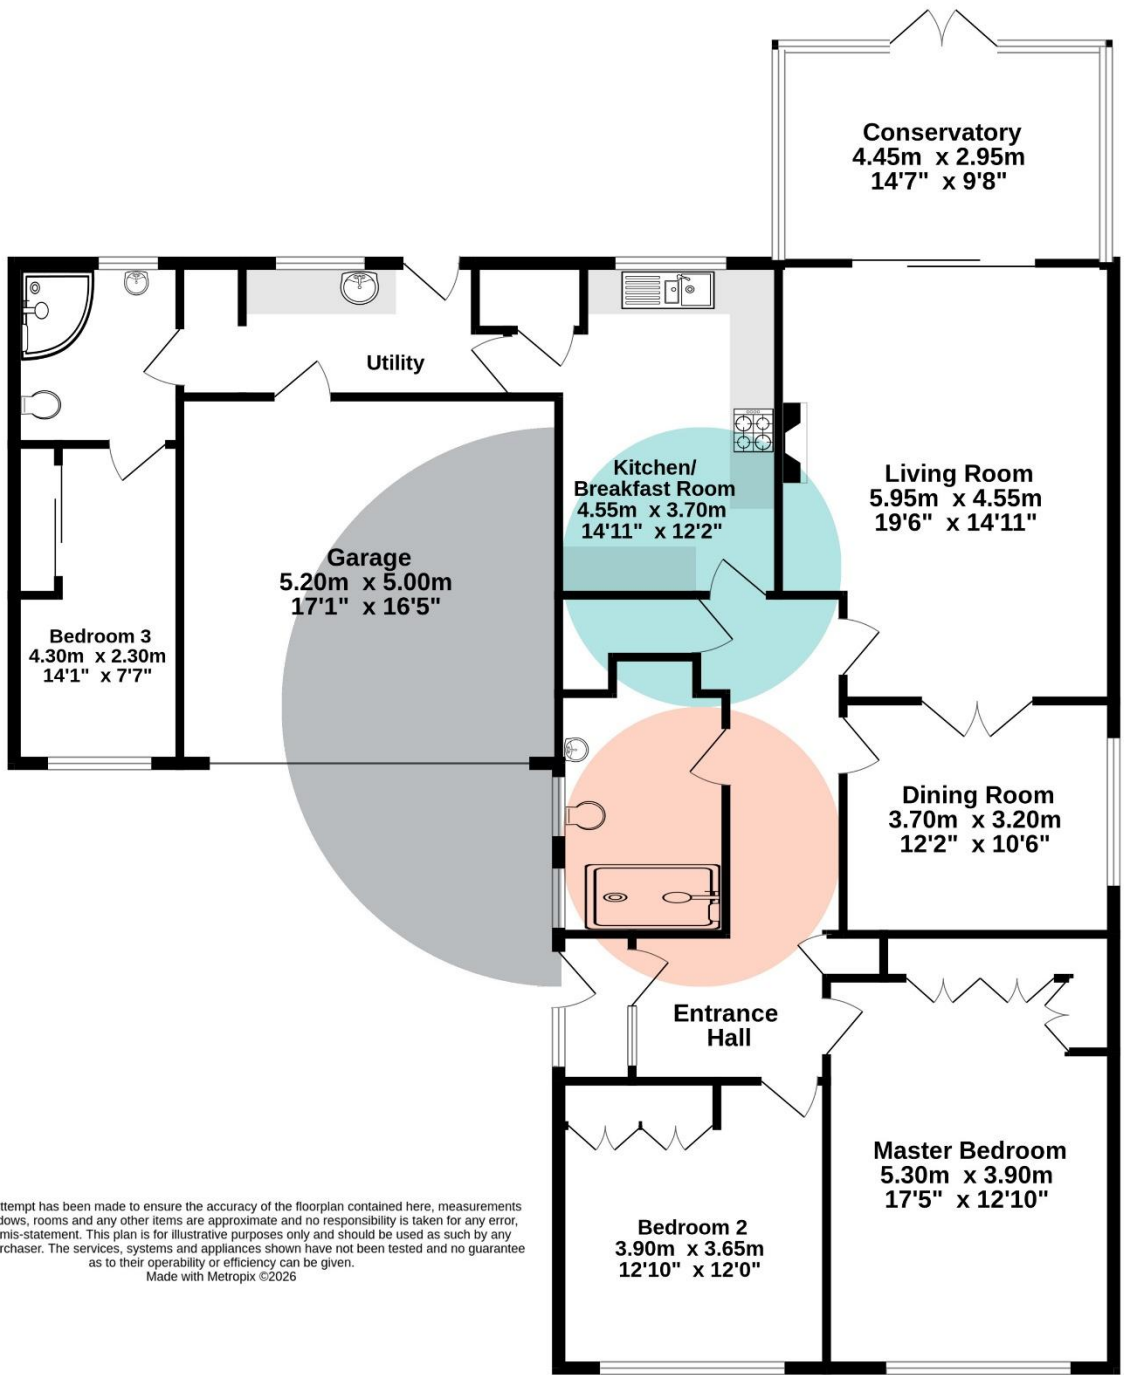 Conservatory
4.45m x 2.95m
14'7" x 9'8"
Utility
Kitchen/
Breakfast Room
4.55m x 3.70m
14'11" x 12'2"
Living Room
5.95m x 4.55m
19'6" x 14'11"
Garage
5.20m x 5.00m
17'1" x 16'5"
Bedroom 3
4.30m x 2.30m
14'1" x 7'7"
Dining Room
3.70m x 3.20m
12'2" x 10'6"
Entrance
Hall
Master Bedroom
5.30m x 3.90m
17'5" x 12'10"
Bedroom 2
3.90m x 3.65m
12'10" x 12'0"
ttempt has been made to ensure the accuracy of the floorplan contained here, measurements
dows, rooms and any other items are approximate and no responsibility is taken for any error,
mis-statement. This plan is for illustrative purposes only and should be used as such by any
rchaser. The services, systems and appliances shown have not been tested and no guarantee
as to their operability or efficiency can be given.
Made with Metropix ©2026